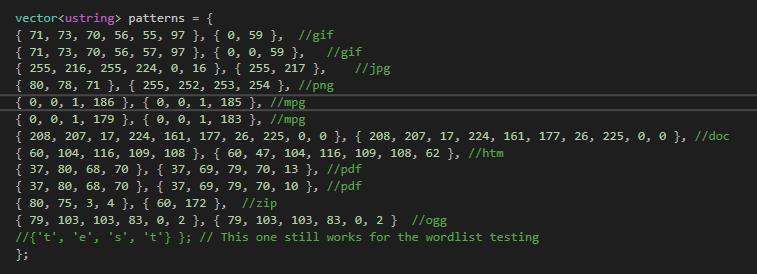 vector<ustring> patterns = {
{ 71, 73, 70, 56, 55, 97 }, { 0, 59 }, //gif
{ 71, 73, 70, 56, 57, 97 }, { 0, 0, 59 }, //gif
{ 255, 216, 255, 224, 0, 16 }, { 255, 217 }, //jpg
{ 80, 78, 71 }, { 255, 252, 253, 254 }, //png
{ 0, 0, 1, 186 }, { 0, 0, 1, 185 }, //mpg
{ 0, 0, 1, 179 }, { 0, 0, 1, 183 }, //mpg
{ 208, 207, 17, 224, 161, 177, 26, 225, 0, 0 }, { 208, 207, 17, 224, 161, 177, 26, 225, 0, 0 }, //doc
{ 60, 104, 116, 109, 108 }, { 60, 47, 104, 116, 109, 108, 62 }, //htm
{ 37, 80, 68, 70 }, { 37, 69, 79, 70, 13 }, //pdf
{ 37, 80, 68, 70 }, { 37, 69, 79, 70, 10 }, //pdf
{ 80, 75, 3, 4 }, { 60, 172 }, //zip
{ 79, 103, 103, 83, 0, 2 }, { 79, 103, 103, 83, 0, 2 } //ogg
//{'t', 'e', 's', 't'} }; // This one still works for the wordlist testing
};